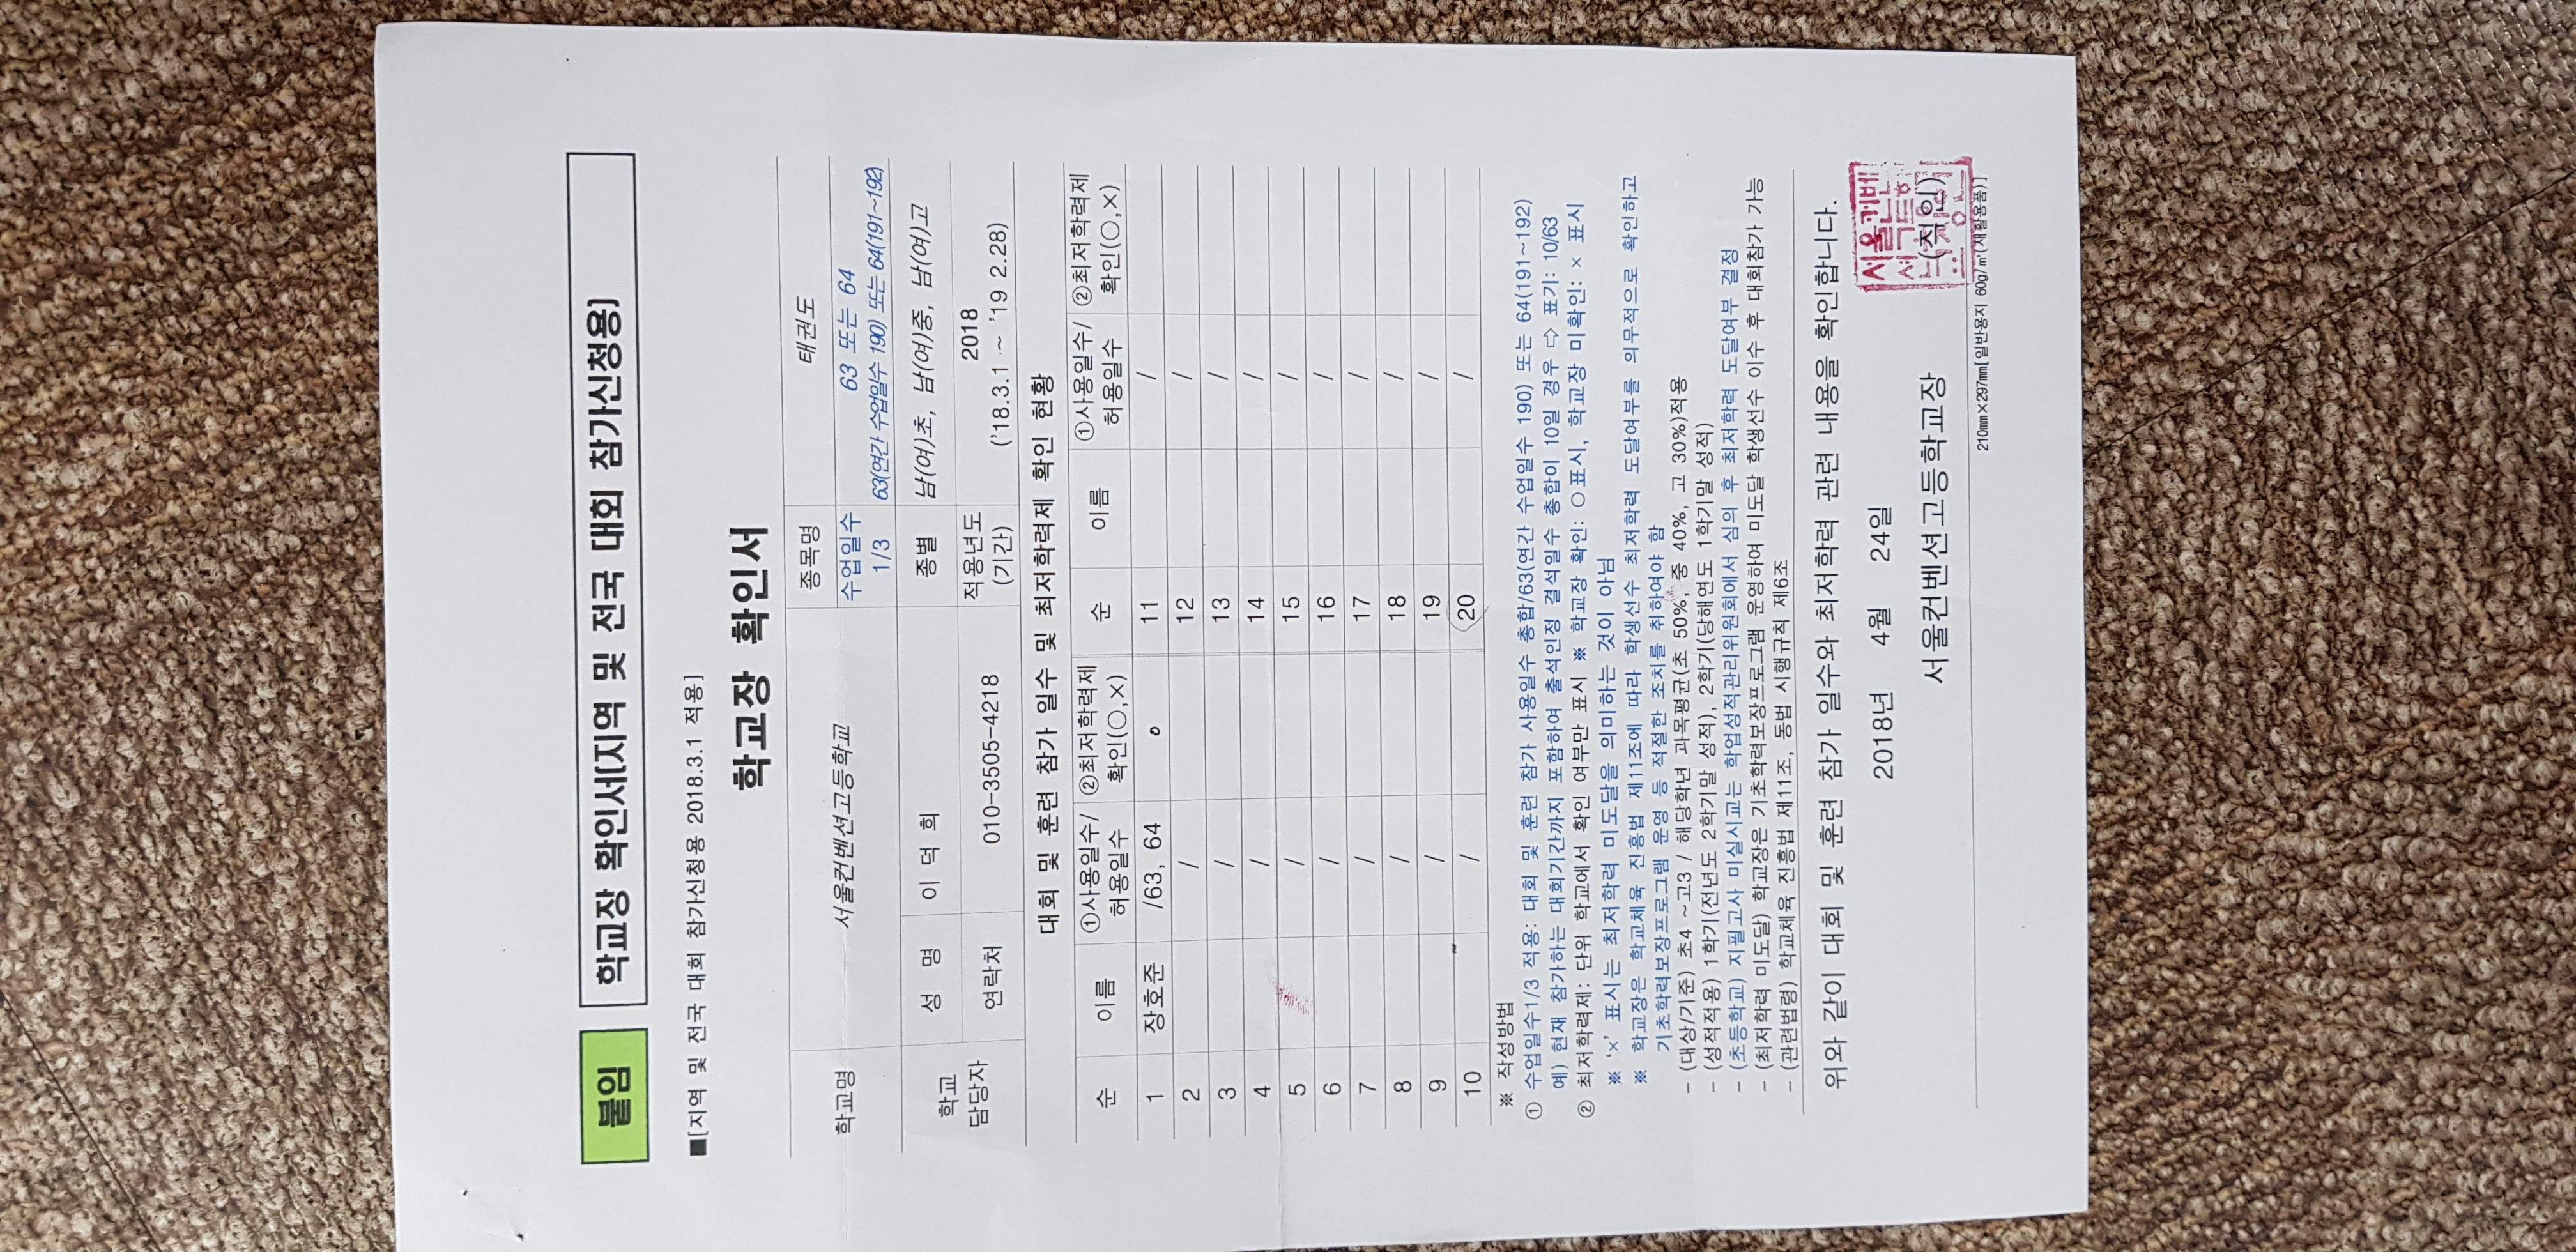 붙임 학교장 확인서(지역 및 전국 대회 참가신청용)
■[지역 및 전국 대회 참가신청용 2018.3.1 적용]
학교장 확인서
학교명 서울컨벤션고등학교 종목명 태권도
수업일수 1/3 63 또는 64
63(연간 수업일수 190) 또는 64(191~192)
학교 담당자 성 명 이 덕 희 종별 남(여)초, 남(여)중, 남(여)고
연락처 010-3505-4218 적용년도 (기간) 2018
('18.3.1 ~ '19 2.28)
대회 및 훈련 참가 일수 및 최저학력제 확인 현황
순 이름 ①사용일수/허용일수 ②최저학력제 확인(○,×) 순 이름 ①사용일수/허용일수 ②최저학력제 확인(○,×)
1 장호준 /63, 64 ○ 11 /
2 / 12 /
3 / 13 /
4 / 14 /
5 / 15 /
6 / 16 /
7 / 17 /
8 / 18 /
9 / 19 /
10 / 20 /
※ 작성방법
① 수업일수1/3 적용: 대회 및 훈련 참가 사용일수 총합/63(연간 수업일수 190) 또는 64(191~192)
예) 현재 참가하는 대회기간까지 포함하여 출석인정 결석일수 총합이 10일 경우 ⇨ 표기: 10/63
② 최저학력제: 단위 학교에서 확인 여부만 표시 ※ 학교장 확인: ○표시, 학교장 미확인: × 표시
※ '×' 표시는 최저학력 미도달을 의미하는 것이 아님
※ 학교장은 학교체육 진흥법 제11조에 따라 학생선수 최저학력 도달여부를 의무적으로 확인하고
기초학력보장프로그램 운영 등 적절한 조치를 취하여야 함
- (대상/기준) 초4 ~고3 / 해당학년 과목평균(초 50%, 중 40%, 고 30%)적용
- (성적적용) 1학기(전년도 2학기말 성적), 2학기(당해연도 1학기말 성적)
- (초등학교) 지필고사 미실시교는 학업성적관리위원회에서 심의 후 최저학력 도달여부 결정
- (최저학력 미도달) 학교장은 기초학력보장프로그램 운영하여 미도달 학생선수 이수 후 대회참가 가능
- (관련법령) 학교체육 진흥법 제11조, 동법 시행규칙 제6조
위와 같이 대회 및 훈련 참가 일수와 최저학력 관련 내용을 확인합니다.
2018년 4월 24일
서울컨벤션고등학교장 (직인)
210mm×297mm[일반용지 60g/㎡(재활용품)]